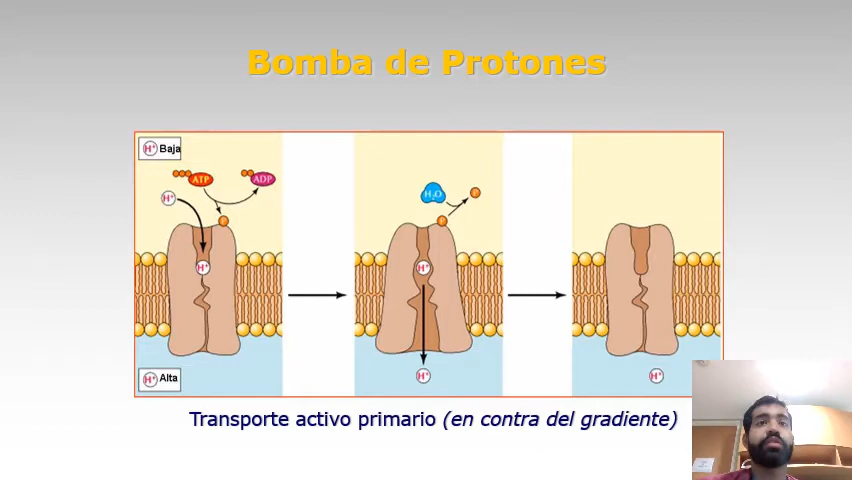 Bomba de Protones
H⁺ Baja
ATP
ADP
H⁺
P
H⁺
H₂O
P
P
H⁺
H⁺
H⁺ Alta
H⁺
Transporte activo primario (en contra del gradiente)